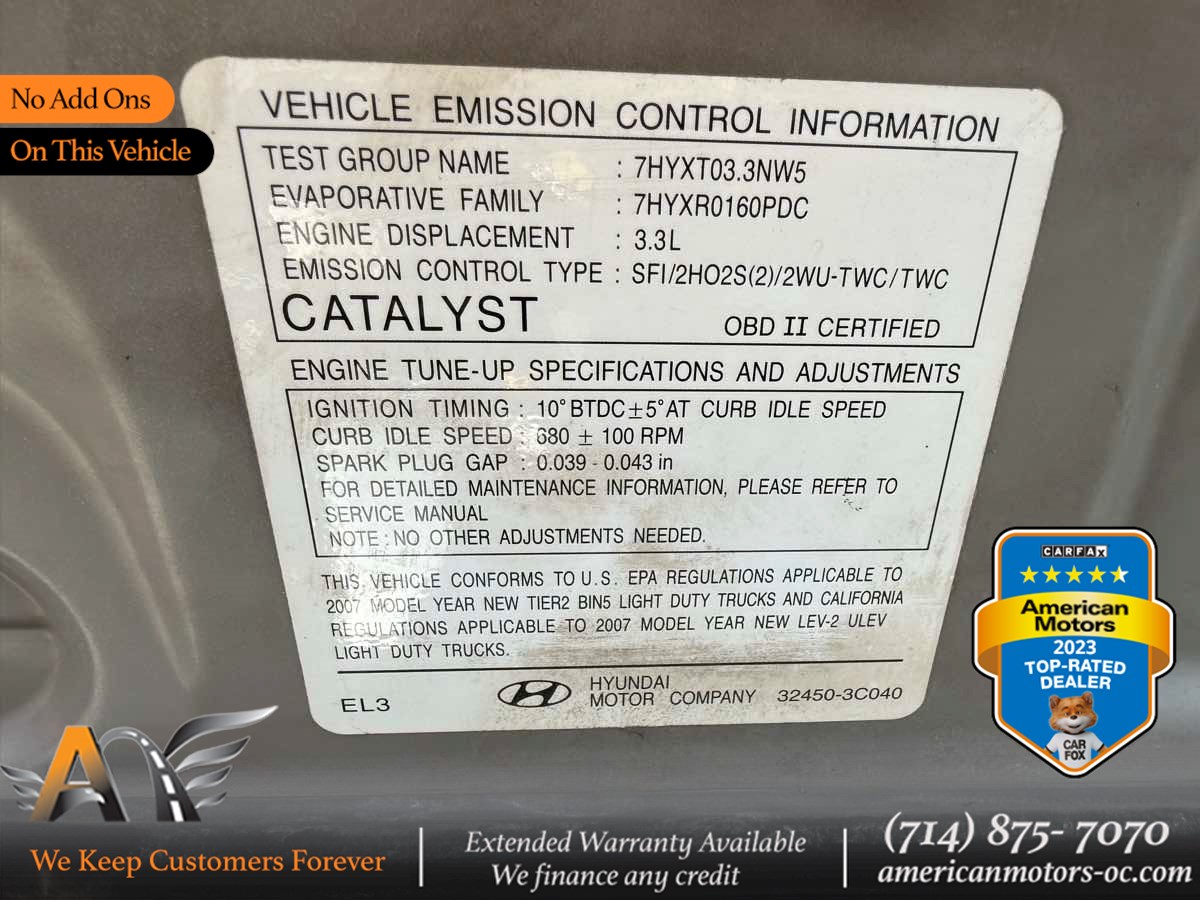 No Add Ons
On This Vehicle
VEHICLE EMISSION CONTROL INFORMATION
TEST GROUP NAME : 7HYXT03.3NW5
EVAPORATIVE FAMILY : 7HYXR0160PDC
ENGINE DISPLACEMENT : 3.3L
EMISSION CONTROL TYPE : SFI/2HO2S(2)/2WU-TWC/TWC
CATALYST OBD II CERTIFIED
ENGINE TUNE-UP SPECIFICATIONS AND ADJUSTMENTS
IGNITION TIMING : 10° BTDC±5° AT CURB IDLE SPEED
CURB IDLE SPEED : 680 ± 100 RPM
SPARK PLUG GAP : 0.039 - 0.043 in
FOR DETAILED MAINTENANCE INFORMATION, PLEASE REFER TO
SERVICE MANUAL
NOTE : NO OTHER ADJUSTMENTS NEEDED.
THIS VEHICLE CONFORMS TO U.S. EPA REGULATIONS APPLICABLE TO
2007 MODEL YEAR NEW TIER2 BIN5 LIGHT DUTY TRUCKS AND CALIFORNIA
REGULATIONS APPLICABLE TO 2007 MODEL YEAR NEW LEV-2 ULEV
LIGHT DUTY TRUCKS.
EL3 HYUNDAI
MOTOR COMPANY 32450-3C040
CARFAX
American
Motors
2023
TOP-RATED
DEALER
CAR
FOX
We Keep Customers Forever
Extended Warranty Available
We finance any credit
(714) 875- 7070
americanmotors-oc.com